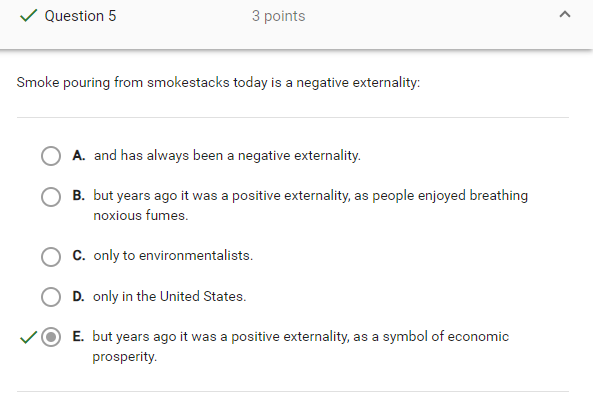 Question 5 3 points
Smoke pouring from smokestacks today is a negative externality:
A. and has always been a negative externality.
B. but years ago it was a positive externality, as people enjoyed breathing
noxious fumes.
C. only to environmentalists.
D. only in the United States.
E. but years ago it was a positive externality, as a symbol of economic
prosperity.